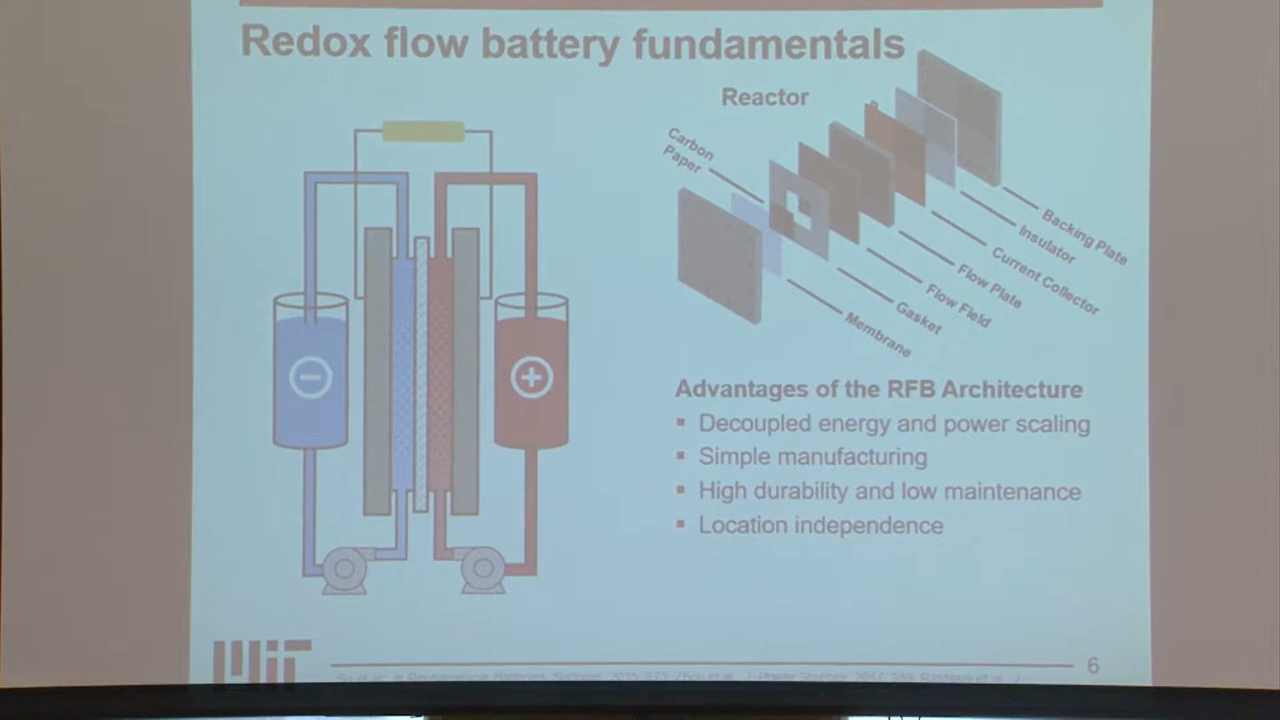 Redox flow battery fundamentals
Reactor
Carbon
Paper
Backing Plate
Insulator
Current Collector
Flow Plate
Flow Field
Gasket
Membrane
−
+
Advantages of the RFB Architecture
▪ Decoupled energy and power scaling
▪ Simple manufacturing
▪ High durability and low maintenance
▪ Location independence
MIT
6